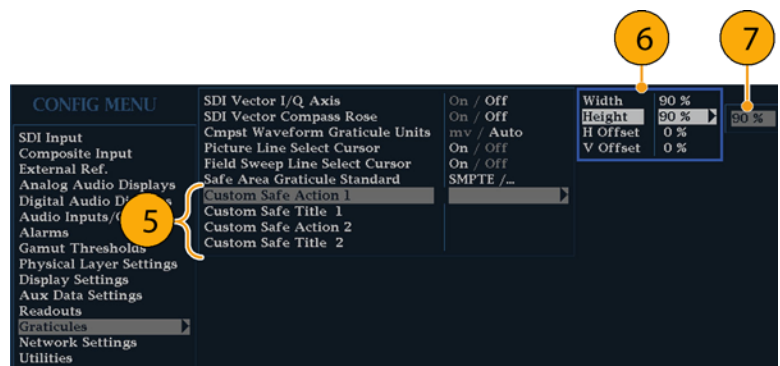 6
7
CONFIG MENU
SDI Input
Composite Input
External Ref.
Analog Audio Displays
Digital Audio Di s
Audio Inputs/
Alarms
Gamut Thresholds
Physical Layer Settings
Display Settings
Aux Data Settings
Readouts
Graticules
Network Settings
Utilities
5
SDI Vector I/Q Axis On / Off
SDI Vector Compass Rose On / Off
Cmpst Waveform Graticule Units mv / Auto
Picture Line Select Cursor On / Off
Field Sweep Line Select Cursor On / Off
Safe Area Graticule Standard SMPTE /...
Custom Safe Action 1
Custom Safe Title 1
Custom Safe Action 2
Custom Safe Title 2
Width 90 %
Height 90 %
H Offset 0 %
V Offset 0 %
90 %